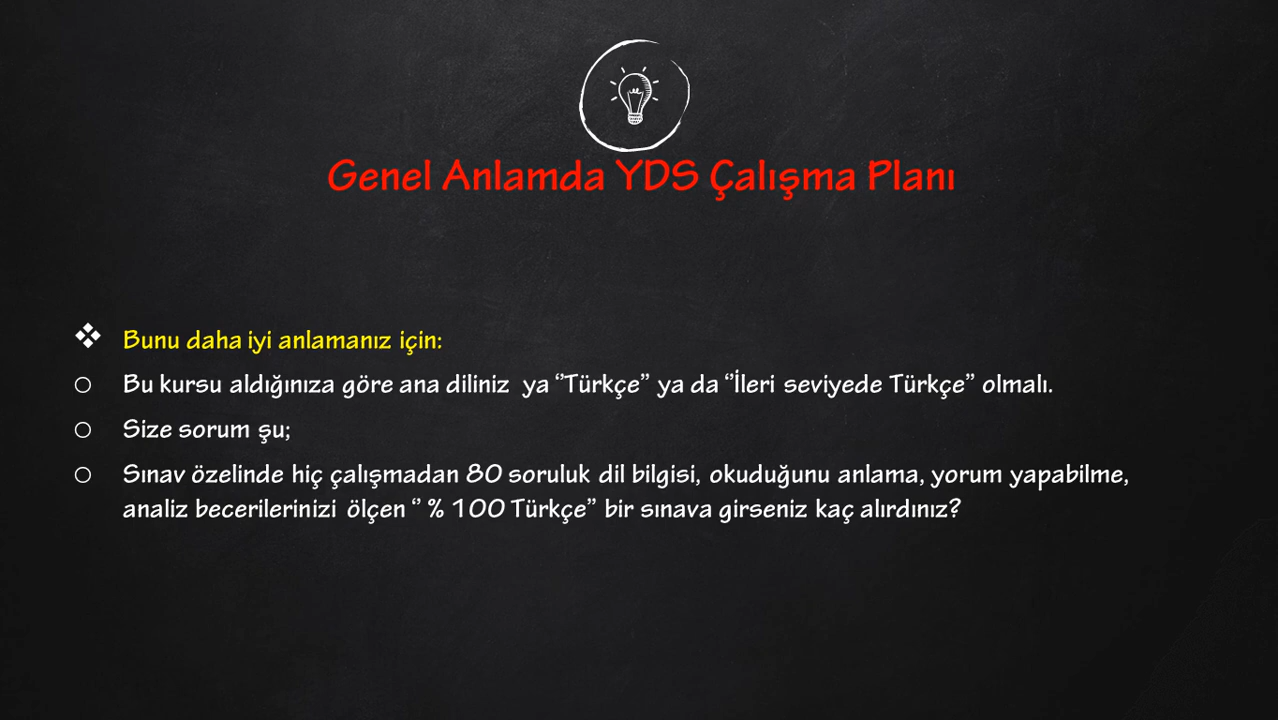 Genel Anlamda YDS Çalışma Planı
❖ Bunu daha iyi anlamanız için:
o Bu kursu aldığınıza göre ana diliniz ya “Türkçe” ya da “İleri seviyede Türkçe” olmalı.
o Size sorum şu;
o Sınav özelinde hiç çalışmadan 80 soruluk dil bilgisi, okuduğunu anlama, yorum yapabilme,
analiz becerilerinizi ölçen “ % 100 Türkçe” bir sınava girseniz kaç alırdınız?